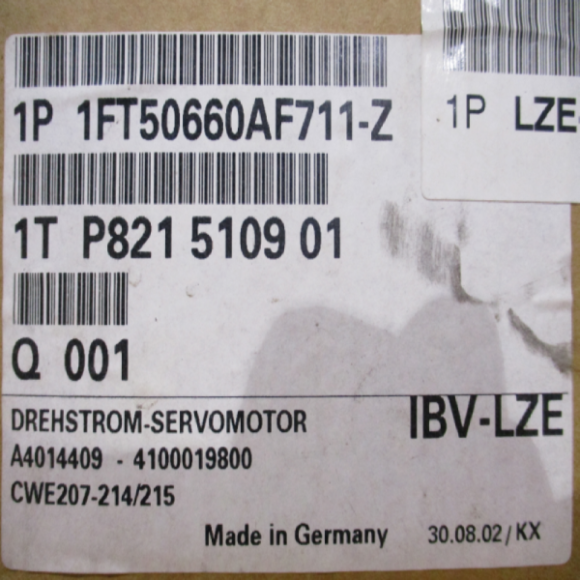 1P 1FT50660AF711-Z
1P LZE
1T P821 5109 01
Q 001
DREHSTROM-SERVOMOTOR
IBV-LZE
A4014409 - 4100019800
CWE207-214/215
Made in Germany
30.08.02/KX